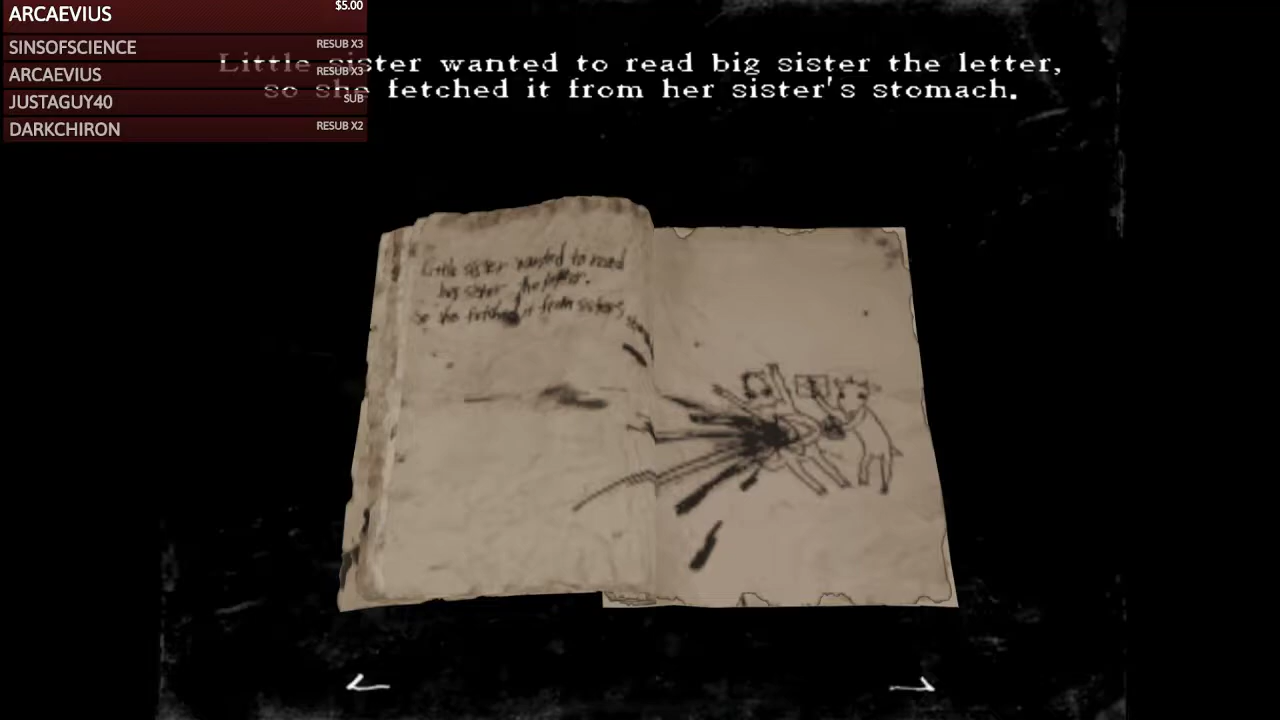 ARCAEVIUS $5.00
SINSOFSCIENCE RESUB X3
ARCAEVIUS RESUB X3
JUSTAGUY40 SUB
DARKCHIRON RESUB X2
Little sister wanted to read big sister the letter,
so she fetched it from her sister's stomach.
Little sister wanted to read
big sister the letter.
So she fetched it from sisters